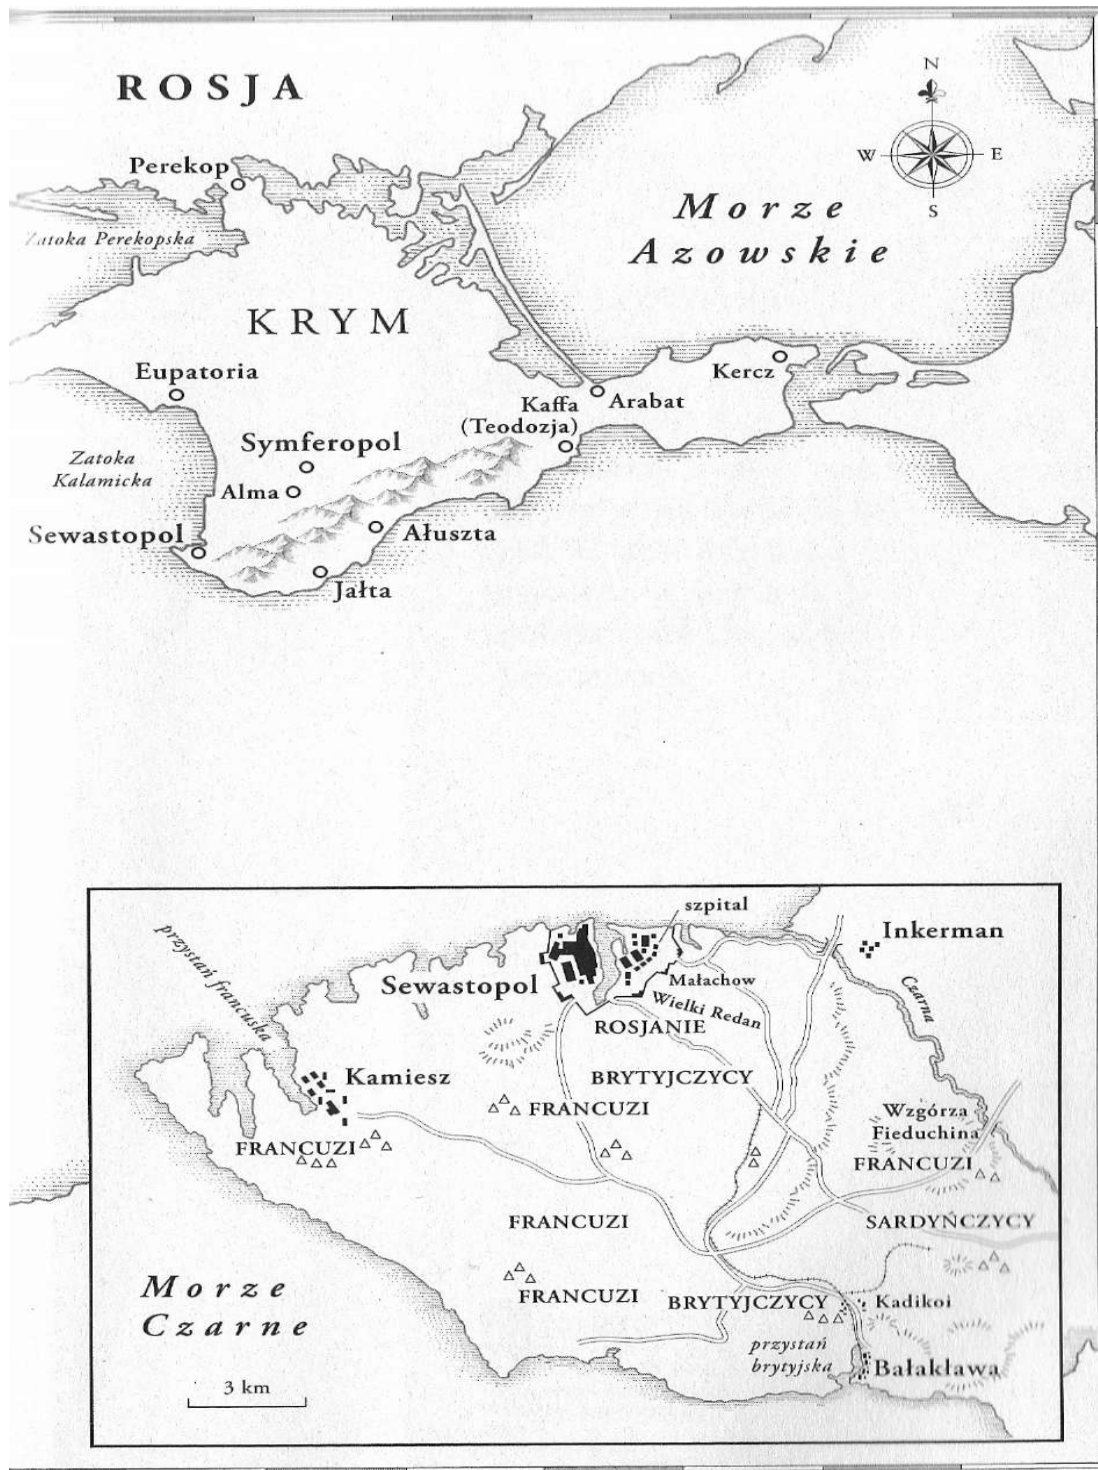 ROSJA
N
W
E
S
Perekop
Morze
Azowskie
Zatoka Perekopska
KRYM
Eupatoria
Kercz
Kaffa
(Teodozja)
Arabat
Symferopol
Zatoka
Kalamicka
Alma
Sewastopol
Ałuszta
Jałta
szpital
przystań francuska
Inkerman
Sewastopol
Małachow
Czarna
Wielki Redan
ROSJANIE
Kamiesz
BRYTYJCZYCY
FRANCUZI
Wzgórza
Fieduchina
FRANCUZI
FRANCUZI
FRANCUZI
SARDYŃCZYCY
Morze
Czarne
FRANCUZI
BRYTYJCZYCY
Kadikoi
przystań
brytyjska
Bałakława
3 km